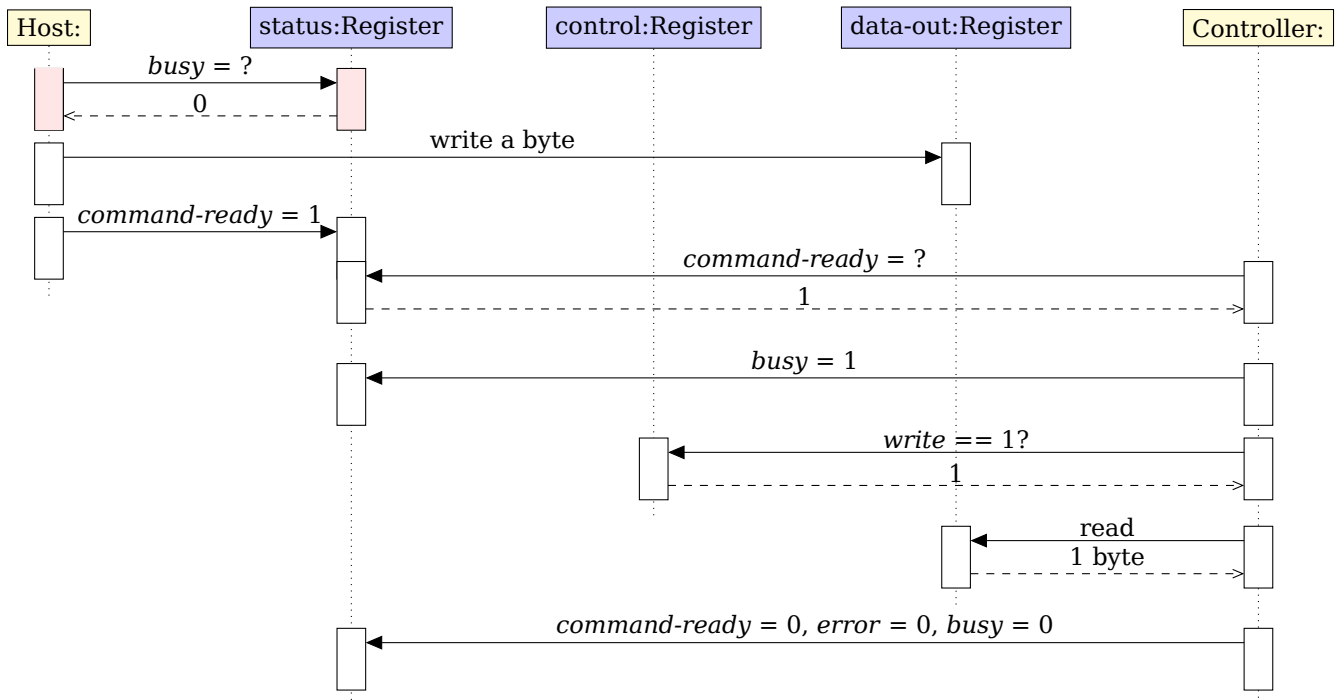 Host:
status:Register
control:Register
data-out:Register
Controller:
busy = ?
0
write a byte
command-ready = 1
command-ready = ?
1
busy = 1
write == 1?
1
read
1 byte
command-ready = 0, error = 0, busy = 0